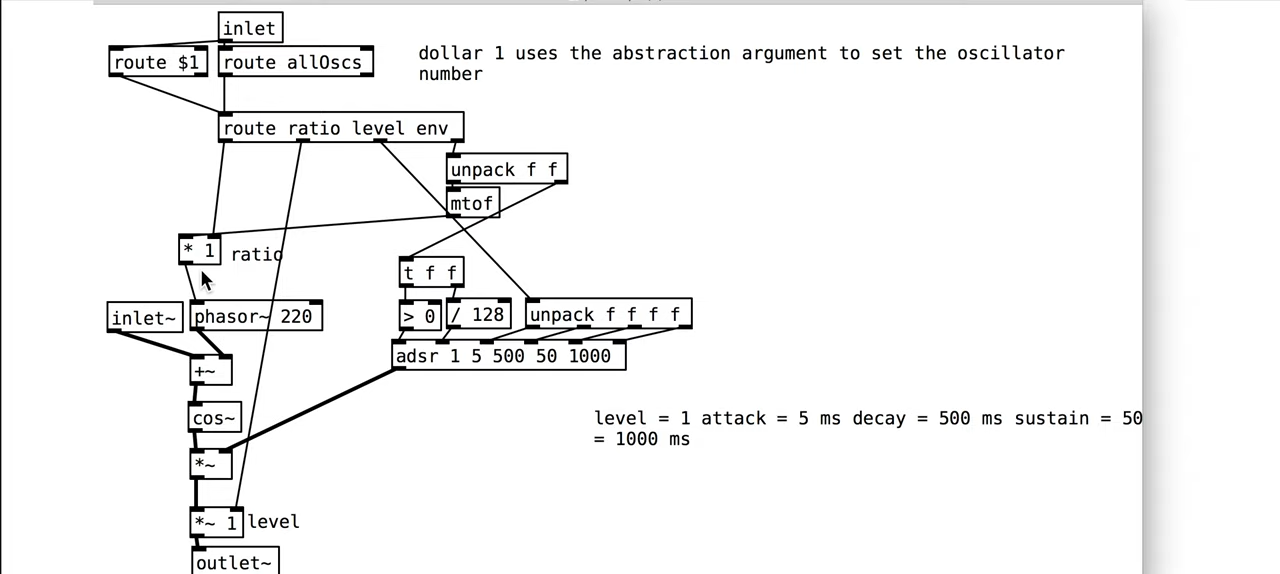 inlet
route $1
route allOscs
dollar 1 uses the abstraction argument to set the oscillator
number
route ratio level env
unpack f f
mtof
* 1
ratio
t f f
inlet~
phasor~ 220
> 0
/ 128
unpack f f f f
adsr 1 5 500 50 1000
+~
cos~
level = 1 attack = 5 ms decay = 500 ms sustain = 50
= 1000 ms
*~
*~ 1
level
outlet~